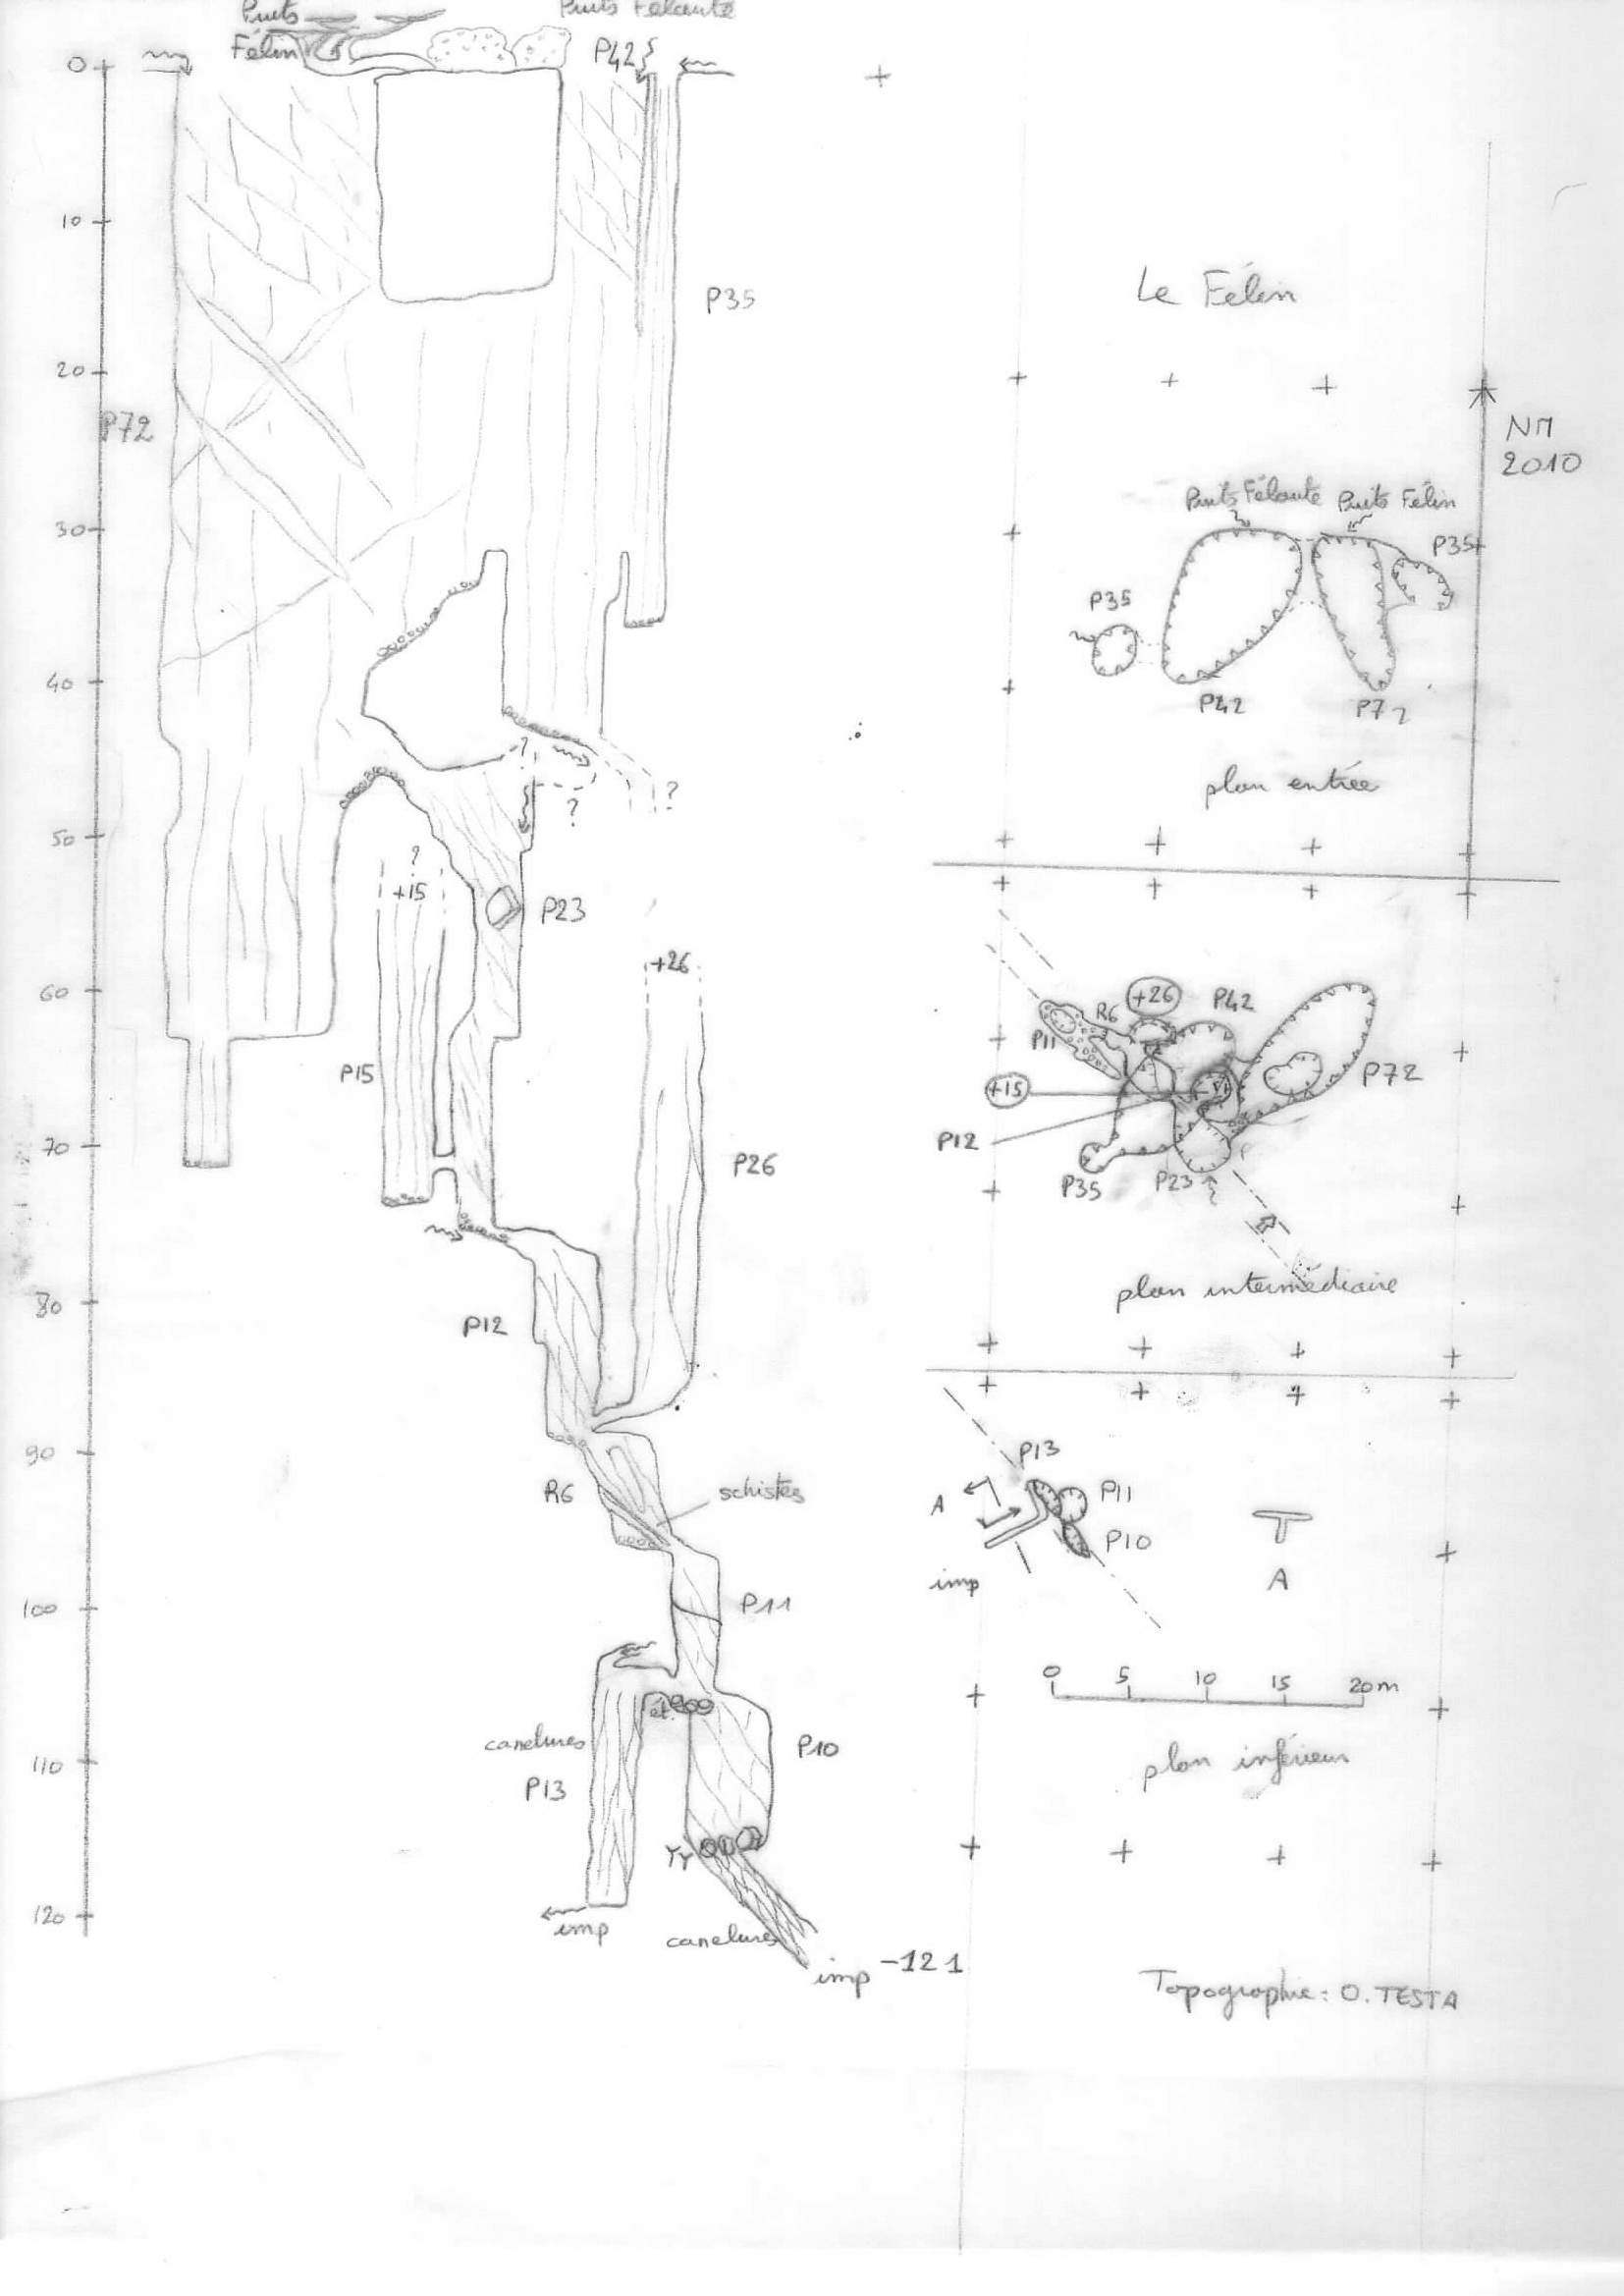 Puits
Félin
Puits Félaute
P42
0
10
20
30
40
50
60
70
80
90
100
110
120
P35
P72
?
?
?
?
+15
P23
+26
P15
P26
P12
R6
schistes
P11
ét.
canelures
P13
P10
imp
canelures
imp -121
Le Félin
NM
2010
Puits Félaute
Puits Félin
P35
P35
P42
P72
plan entrée
R6
+26
P42
P11
+15
P72
P12
P35
P23
plan intermédiaire
P13
A
P11
P10
imp
A
0 5 10 15 20m
plan inférieur
Topographie: O. TESTA